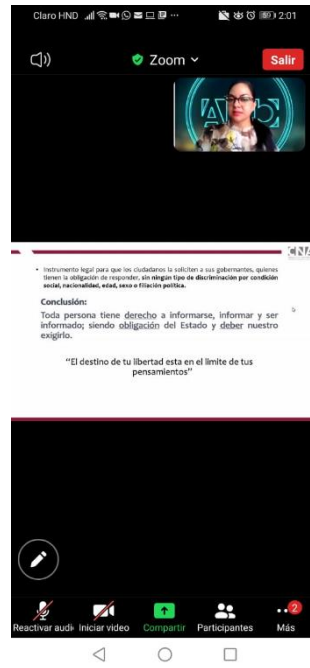 Claro HND 2:01
Zoom
Salir
CNA
• Instrumento legal para que los ciudadanos la soliciten a sus gobernantes, quienes
tienen la obligación de responder, sin ningún tipo de discriminación por condición
social, nacionalidad, edad, sexo o filiación política.
Conclusión:
Toda persona tiene derecho a informarse, informar y ser
informado; siendo obligación del Estado y deber nuestro
exigirlo.
“El destino de tu libertad esta en el limite de tus
pensamientos”
2
Reactivar audi Iniciar video Compartir Participantes Más